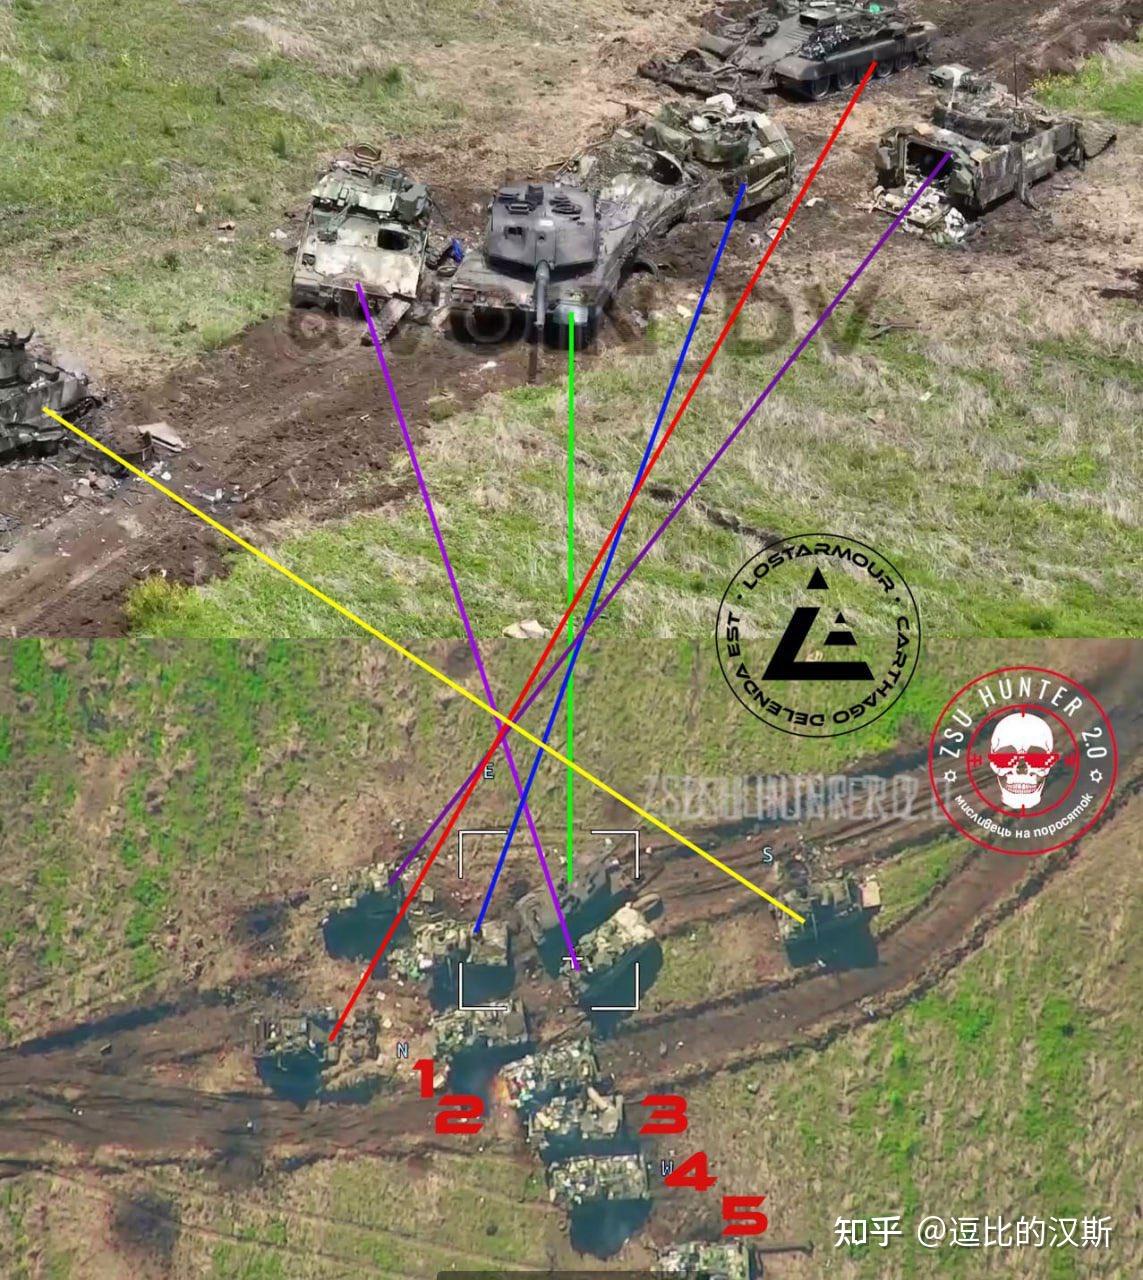 LOSTARMOUR · CARTHAGO DELENDA EST ·
ZSU HUNTER 2.0
мисливець на поросяток
E
S
N
1
2
3
W
4
5
知乎 @逗比的汉斯